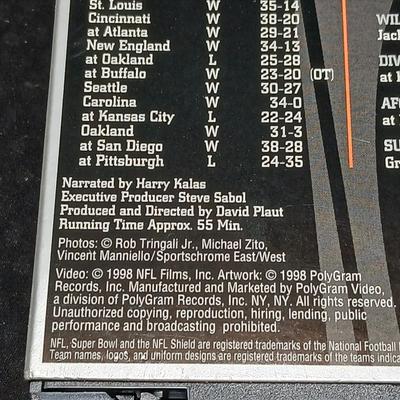 St. Louis W 35-14
Cincinnati W 38-20
at Atlanta W 29-21
New England W 34-13
at Oakland L 25-28
at Buffalo W 23-20 (OT)
Seattle W 30-27
Carolina W 34-0
at Kansas City L 22-24
Oakland W 31-3
at San Diego W 38-28
at Pittsburgh L 24-35
Jack
DIV
at
SU
Narrated by Harry Kalas
Executive Producer Steve Sabol
Produced and Directed by David Plaut
Running Time Approx. 55 Min.
Photos: © Rob Tringali Jr., Michael Zito,
Vincent Manniello/Sportschrome East/West
Video: © 1998 NFL Films, Inc. Artwork: © 1998 PolyGram
Records, Inc. Manufactured and Marketed by PolyGram Video,
a division of PolyGram Records, Inc. NY, NY. All rights reserved.
Unauthorized copying, reproduction, hiring, lending, public
performance and broadcasting prohibited.
NFL, Super Bowl and the NFL Shield are registered trademarks of the National Football
Team names, logos, and uniform designs are registered trademarks of the teams indica